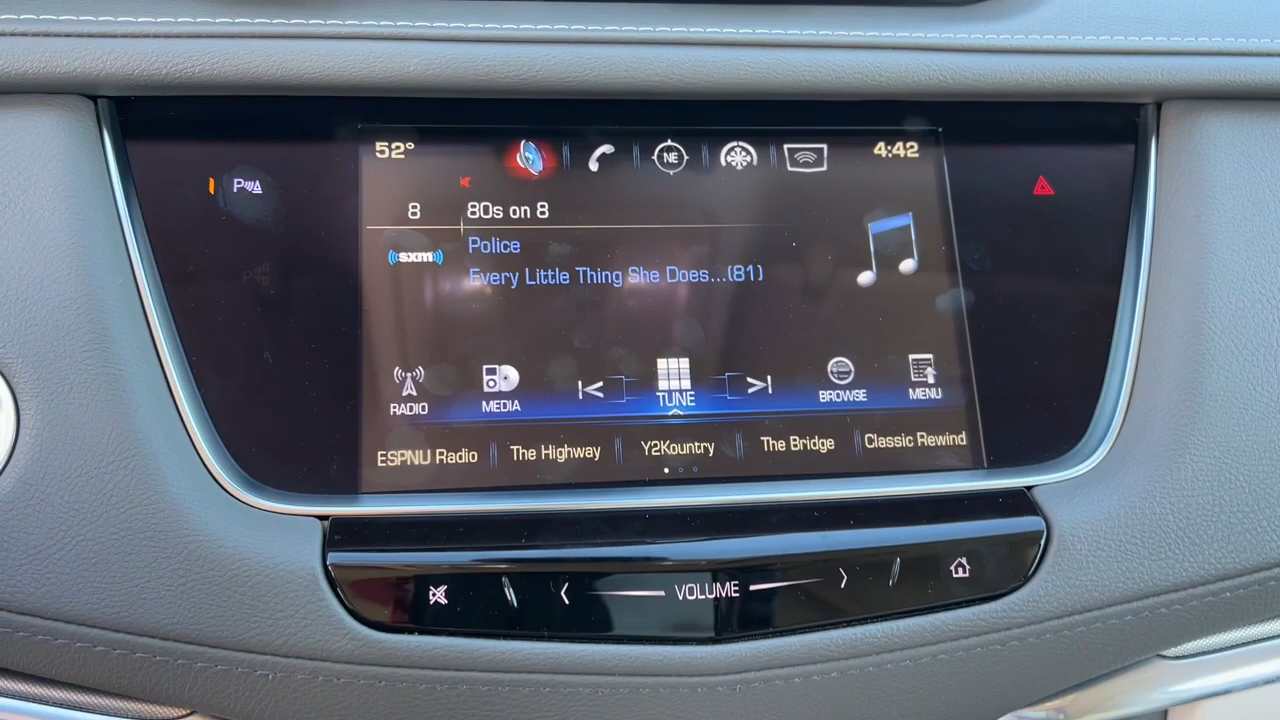 52°
NE
4:42
P
8
80s on 8
sxm
Police
Every Little Thing She Does...(81)
RADIO
MEDIA
TUNE
BROWSE
MENU
ESPNU Radio
The Highway
Y2Kountry
The Bridge
Classic Rewind
VOLUME